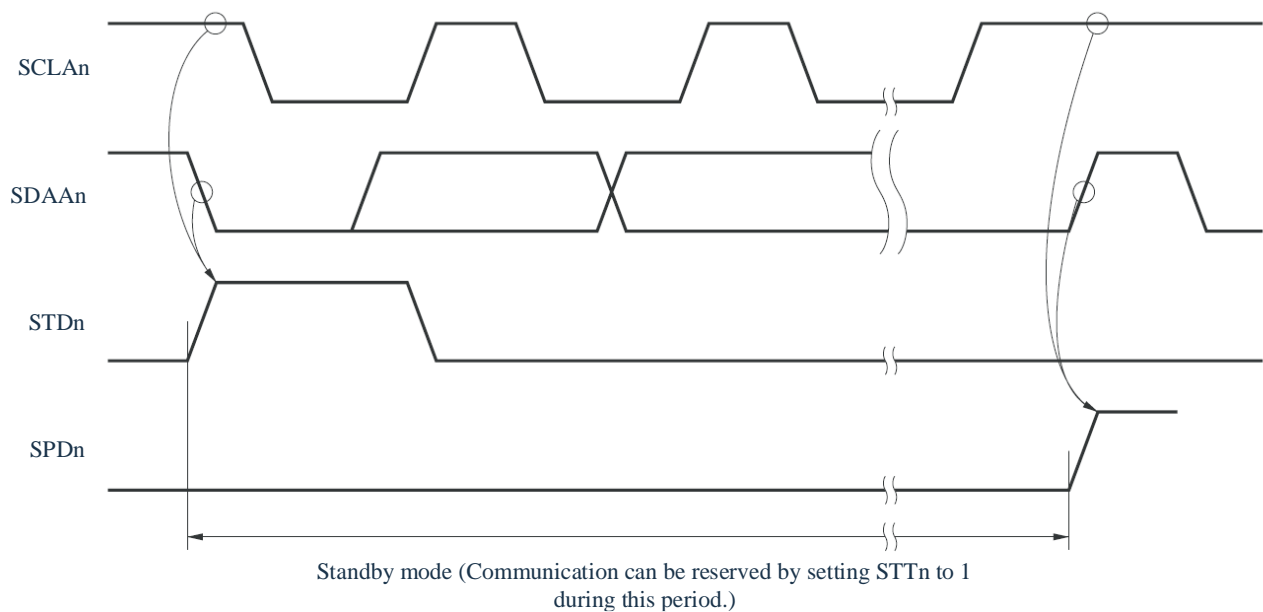 SCLAn
SDAAn
STDn
SPDn
Standby mode (Communication can be reserved by setting STTn to 1
during this period.)